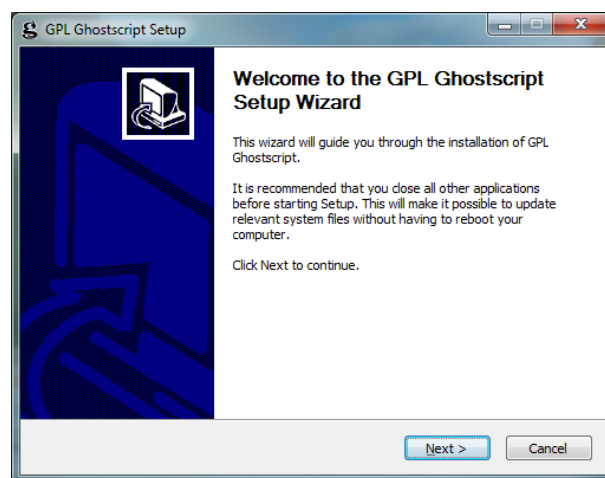 GPL Ghostscript Setup
Welcome to the GPL Ghostscript
Setup Wizard
This wizard will guide you through the installation of GPL
Ghostscript.
It is recommended that you close all other applications
before starting Setup. This will make it possible to update
relevant system files without having to reboot your
computer.
Click Next to continue.
Next >
Cancel